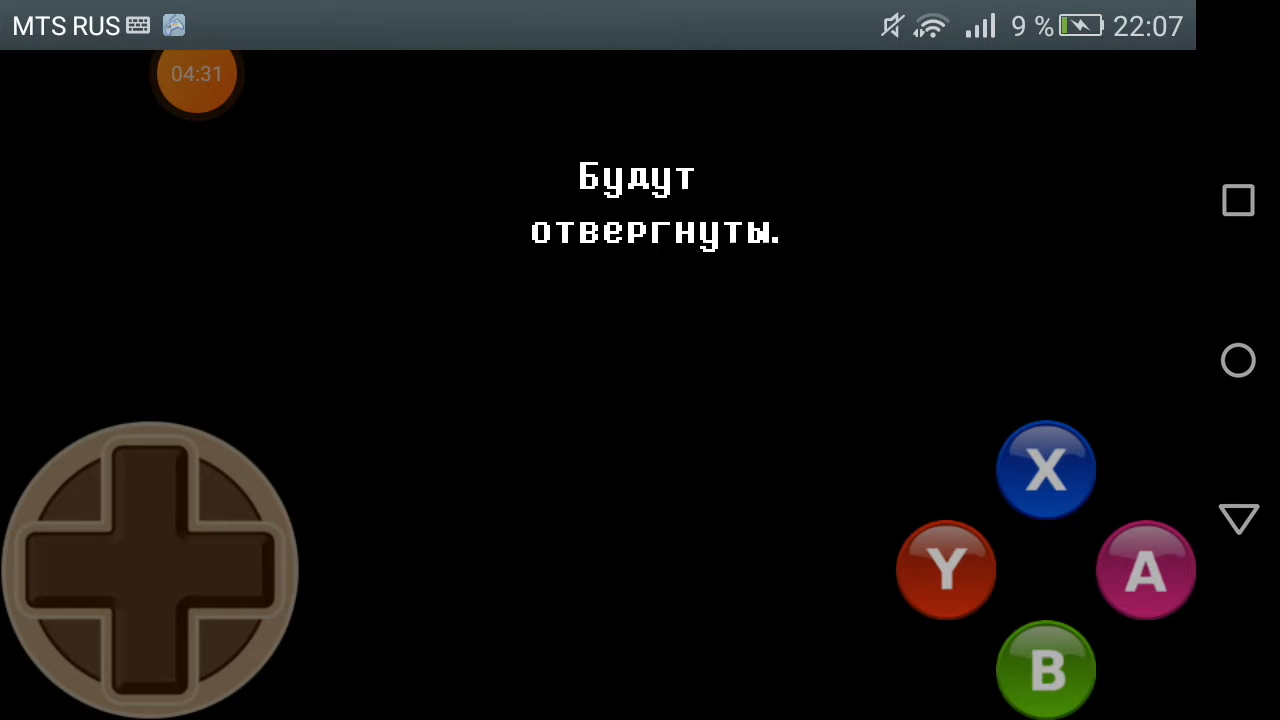 MTS RUS 9 % 22:07
04:31
Будут
отвергнуты.
X
Y A
B